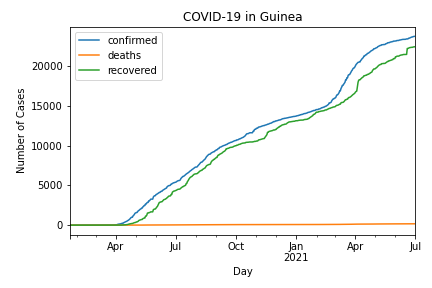 COVID-19 in Guinea
confirmed
deaths
recovered
Number of Cases
20000
15000
10000
5000
0
Apr Jul Oct Jan Apr Jul
2021
Day